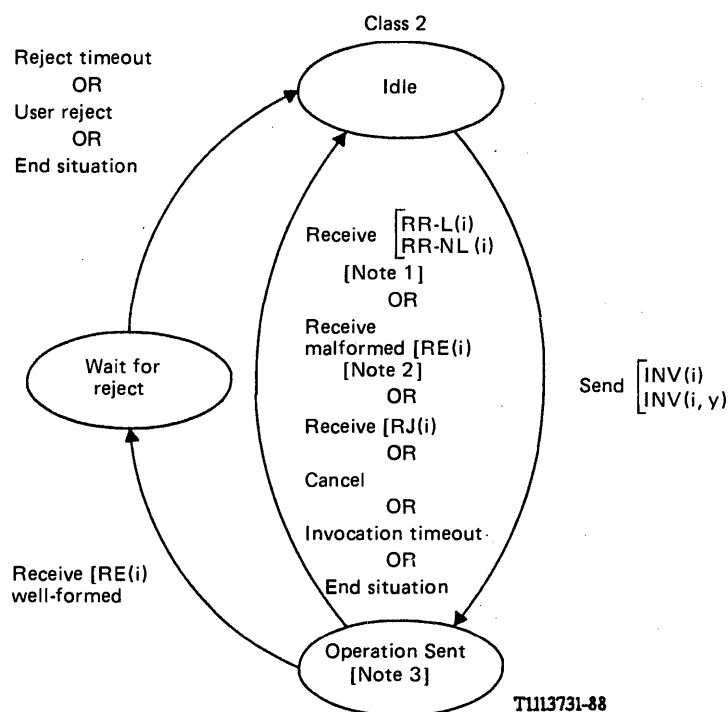 Class 2
Reject timeout
OR
User reject
OR
End situation
Idle
Receive [RR-L(i)
RR-NL(i)
[Note 1]
OR
Receive
malformed [RE(i)
[Note 2]
OR
Receive [RJ(i)
OR
Cancel
OR
Invocation timeout
OR
End situation
Wait for
reject
Send [INV(i)
INV(i, y)
Receive [RE(i)
well-formed
Operation Sent
[Note 3]
T1113731-88